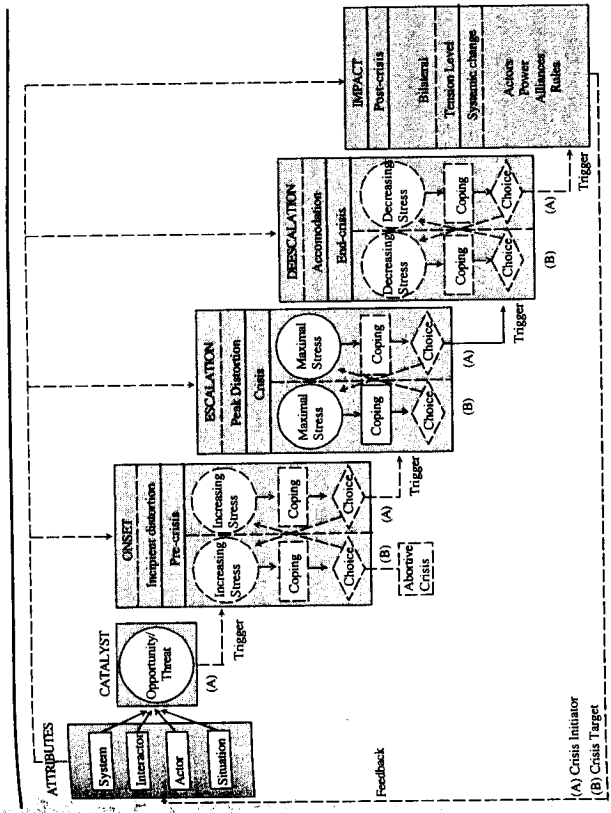 ATTRIBUTES
System
Interactor
Actor
Situation
CATALYST
Opportunity/
Threat
(A)
Trigger
ONSET
Incipient distortion
Pre-crisis
Increasing
Stress
Increasing
Stress
Coping
Coping
Choice
Choice
(B)
(A)
Abortive
Crisis
Trigger
ESCALATION
Peak Distortion
Crisis
Maximal
Stress
Maximal
Stress
Coping
Coping
Choice
Choice
(B)
(A)
Trigger
DEESCALATION
Accomodation
End-crisis
Decreasing
Stress
Decreasing
Stress
Coping
Coping
Choice
Choice
(B)
(A)
Trigger
IMPACT
Post-crisis
Bilateral
Tension Level
Systemic change
Actors
Power
Alliances
Rules
Feedback
(A) Crisis Initiator
(B) Crisis Target